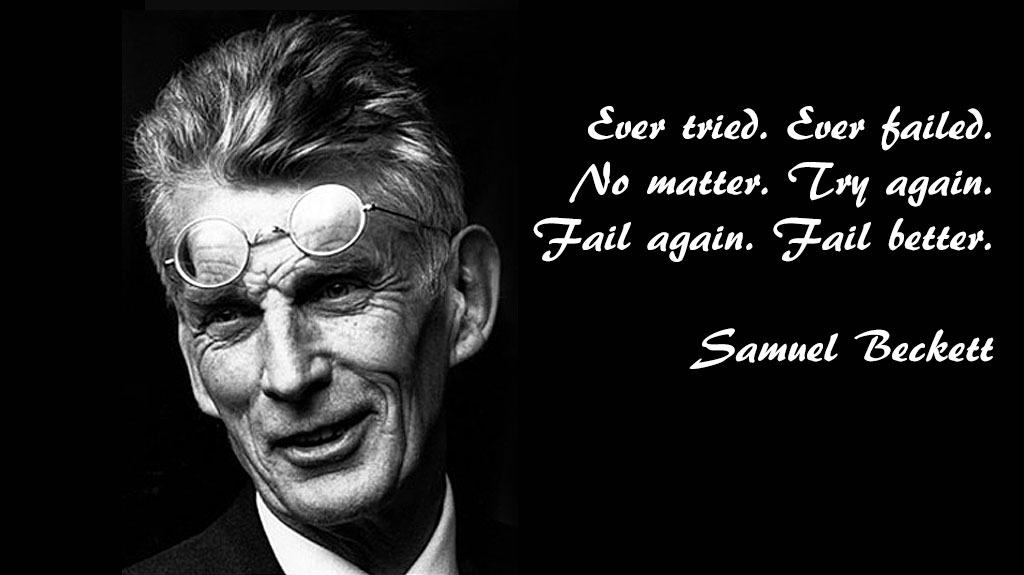 Ever tried. Ever failed.
No matter. Try again.
Fail again. Fail better.
Samuel Beckett